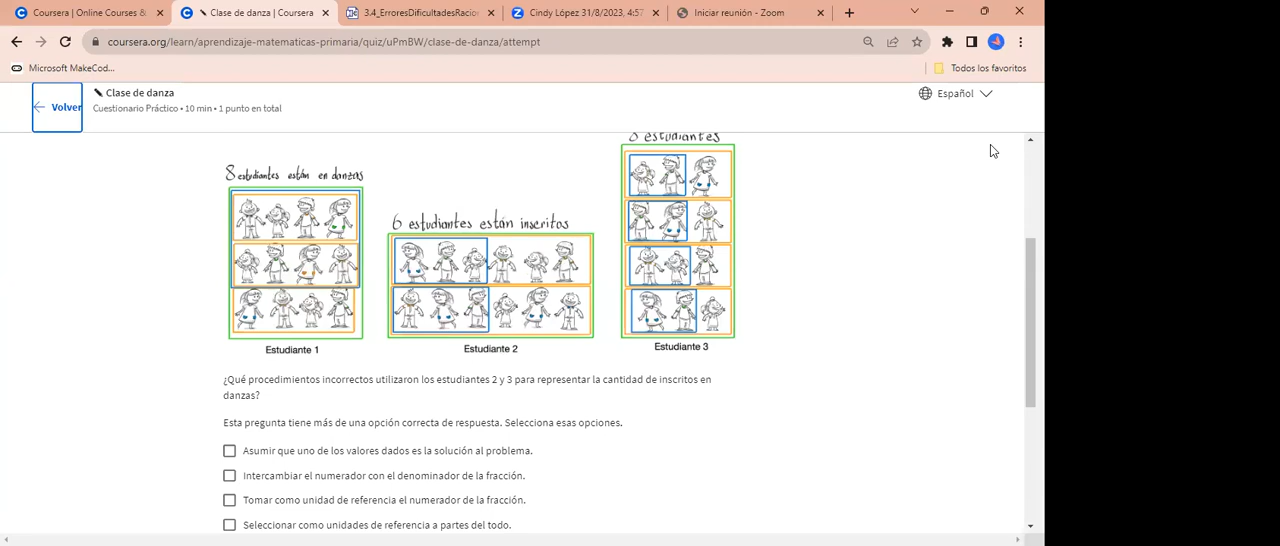 Coursera | Online Courses &
Clase de danza | Coursera
3.4_ErroresDificultadesRacion
Cindy López 31/8/2023, 4:57
Iniciar reunión - Zoom
coursera.org/learn/aprendizaje-matematicas-primaria/quiz/uPmBW/clase-de-danza/attempt
Microsoft MakeCod...
Todos los favoritos
Volver
Clase de danza
Cuestionario Práctico • 10 min • 1 punto en total
Español
8 estudiantes están en danzas
6 estudiantes están inscritos
estudiantes
Estudiante 1
Estudiante 2
Estudiante 3
¿Qué procedimientos incorrectos utilizaron los estudiantes 2 y 3 para representar la cantidad de inscritos en
danzas?
Esta pregunta tiene más de una opción correcta de respuesta. Selecciona esas opciones.
Asumir que uno de los valores dados es la solución al problema.
Intercambiar el numerador con el denominador de la fracción.
Tomar como unidad de referencia el numerador de la fracción.
Seleccionar como unidades de referencia a partes del todo.